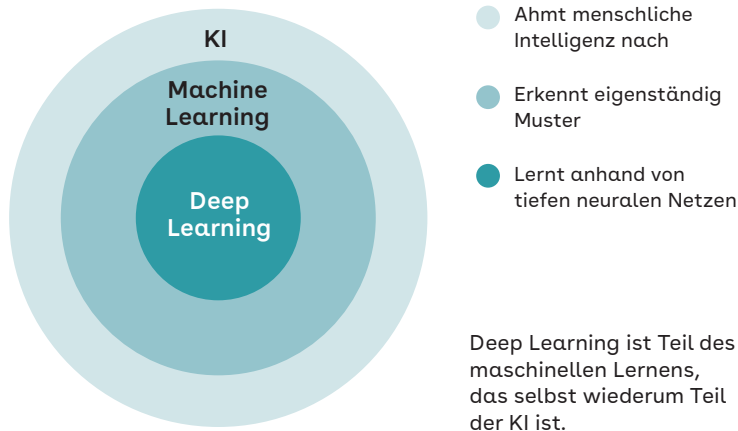 KI
Machine
Learning
Deep
Learning
Ahmt menschliche
Intelligenz nach
Erkennt eigenständig
Muster
Lernt anhand von
tiefen neuralen Netzen
Deep Learning ist Teil des
maschinellen Lernens,
das selbst wiederum Teil
der KI ist.